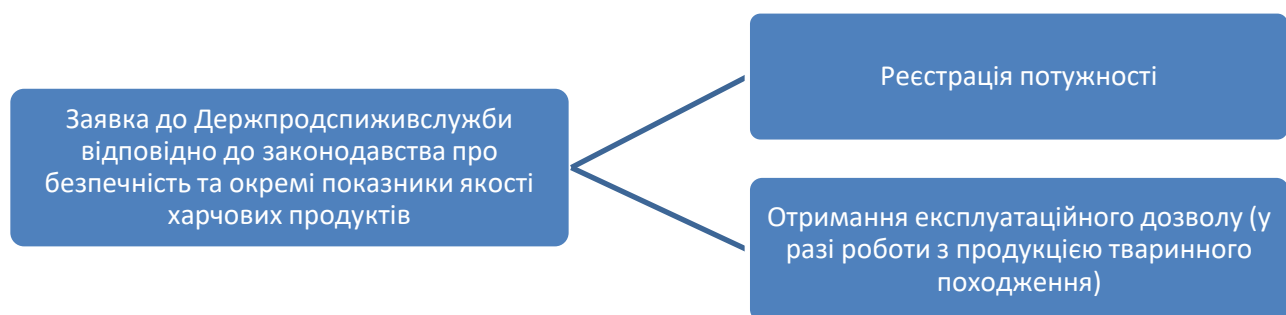 Заявка до Держпродспиживслужби
відповідно до законодавства про
безпечність та окремі показники якості
харчових продуктів
Реєстрація потужності
Отримання експлуатаційного дозволу (у
разі роботи з продукцією тваринного
походження)